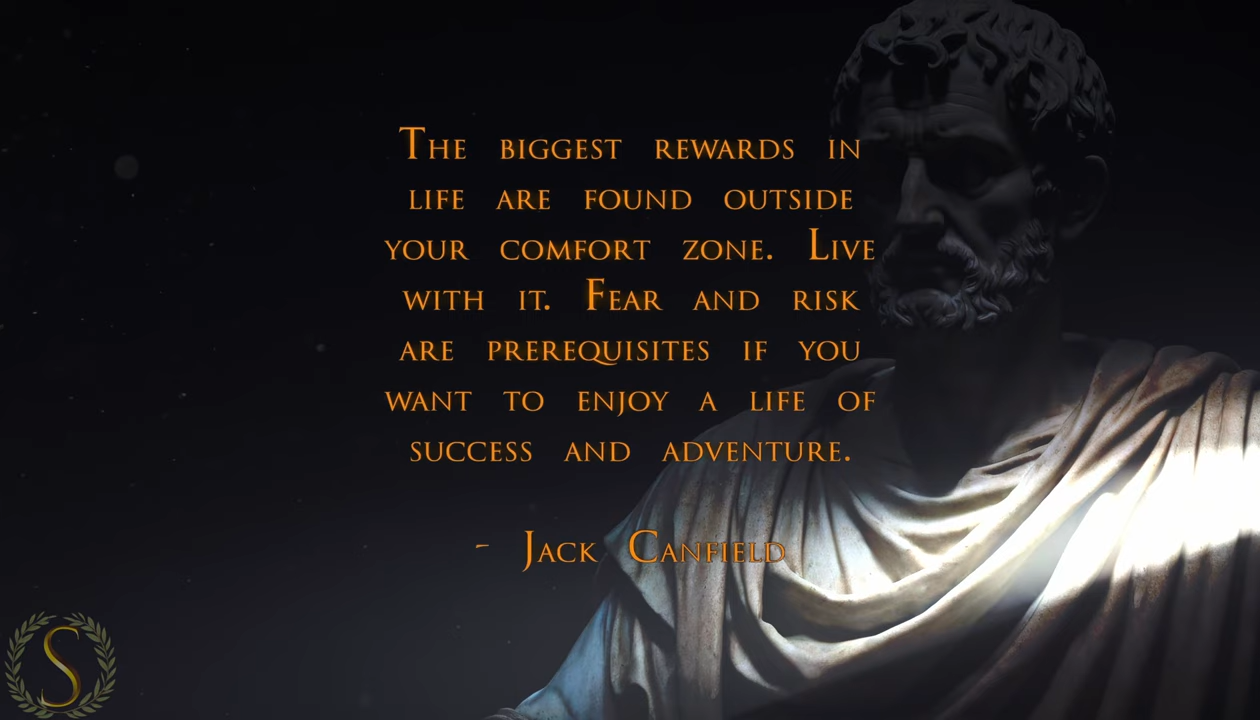 The biggest rewards in
life are found outside
your comfort zone. Live
with it. Fear and risk
are prerequisites if you
want to enjoy a life of
success and adventure.
- Jack Canfield
S